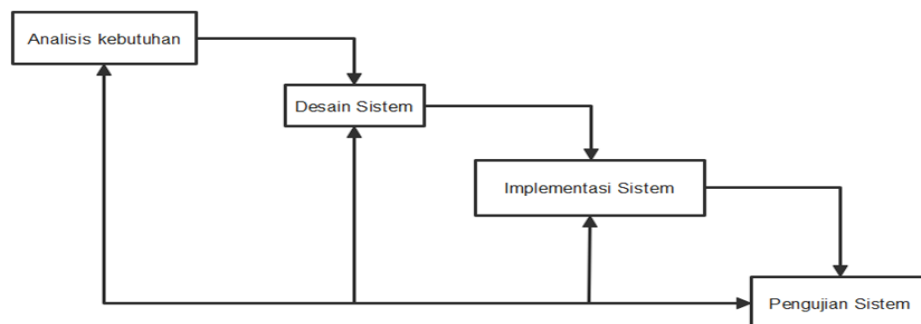 Analisis kebutuhan
Desain Sistem
Implementasi Sistem
Pengujian Sistem